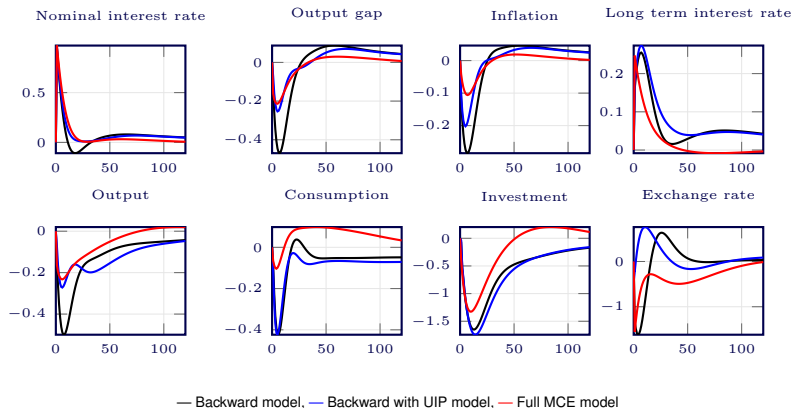 Nominal interest rate
Output gap
Inflation
Long term interest rate
0.5
0
0 50 100
0
−0.2
−0.4
0 50 100
0
−0.1
−0.2
0 50 100
0.2
0.1
0
0 50 100
Output
Consumption
Investment
Exchange rate
0
−0.2
−0.4
0 50 100
0
−0.2
−0.4
0 50 100
0
−0.5
−1
−1.5
0 50 100
0
−1
0 50 100
— Backward model, — Backward with UIP model, — Full MCE model